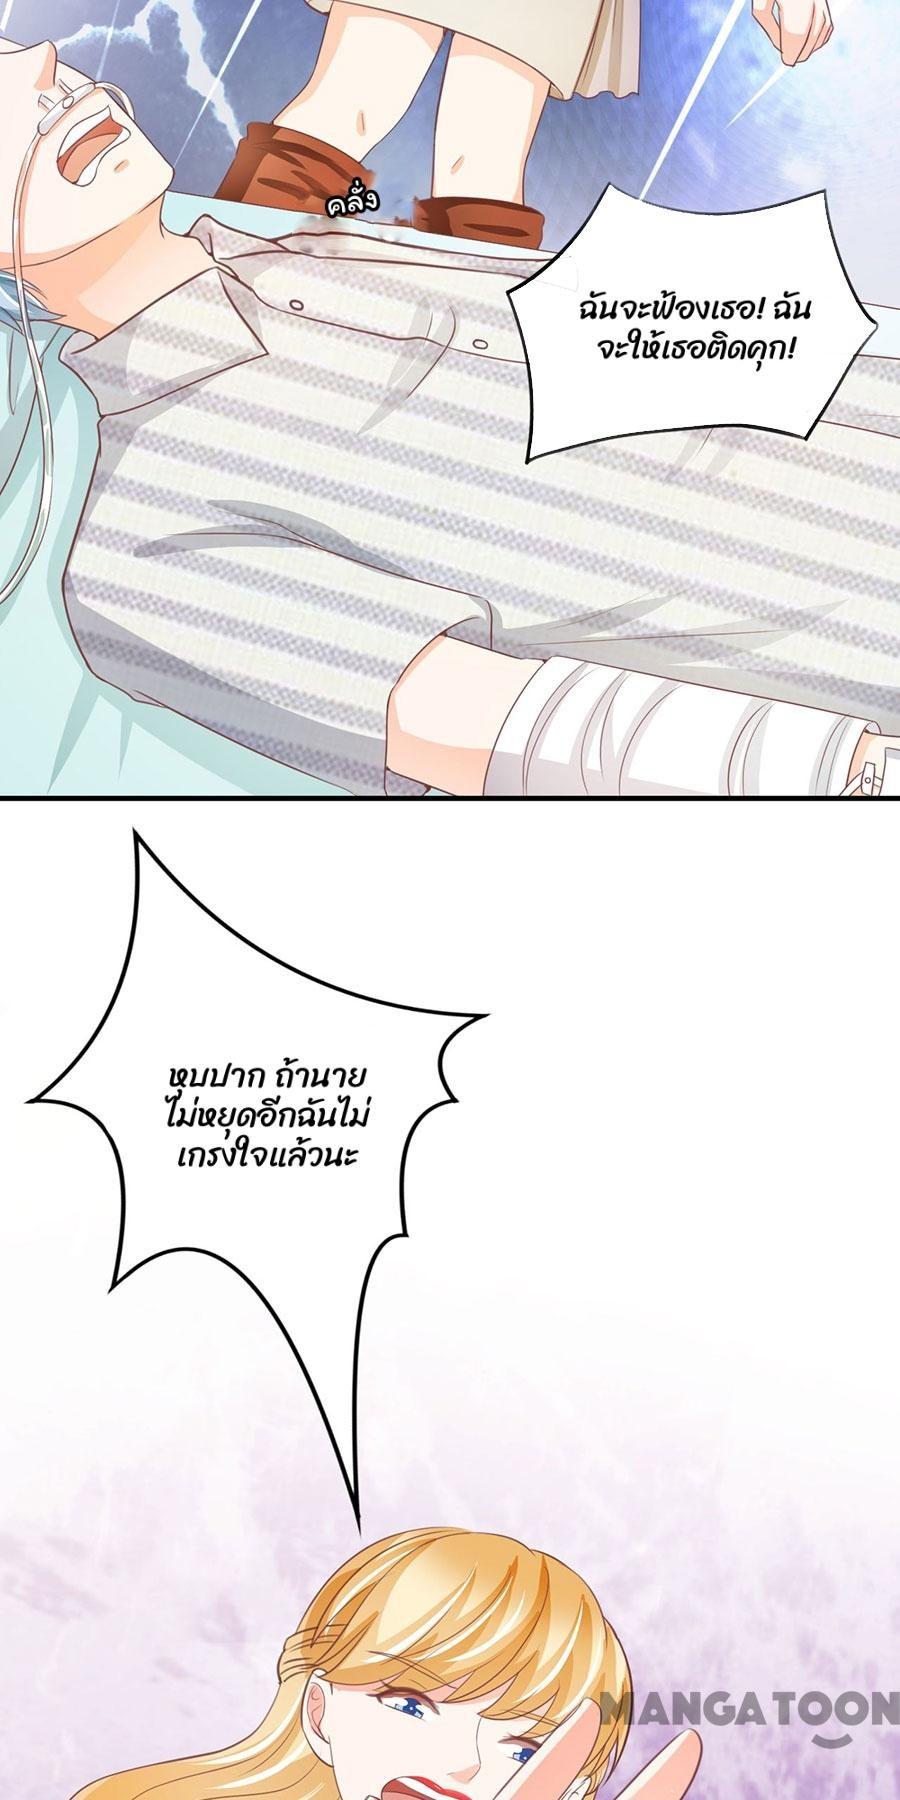 คลั่ง
ฉันจะฟ้องเธอ! ฉัน
จะให้เธอติดคุก!
หุบปาก ถ้านาย
ไม่หยุดอีกฉันไม่
เกรงใจแล้วนะ
MANGATOON